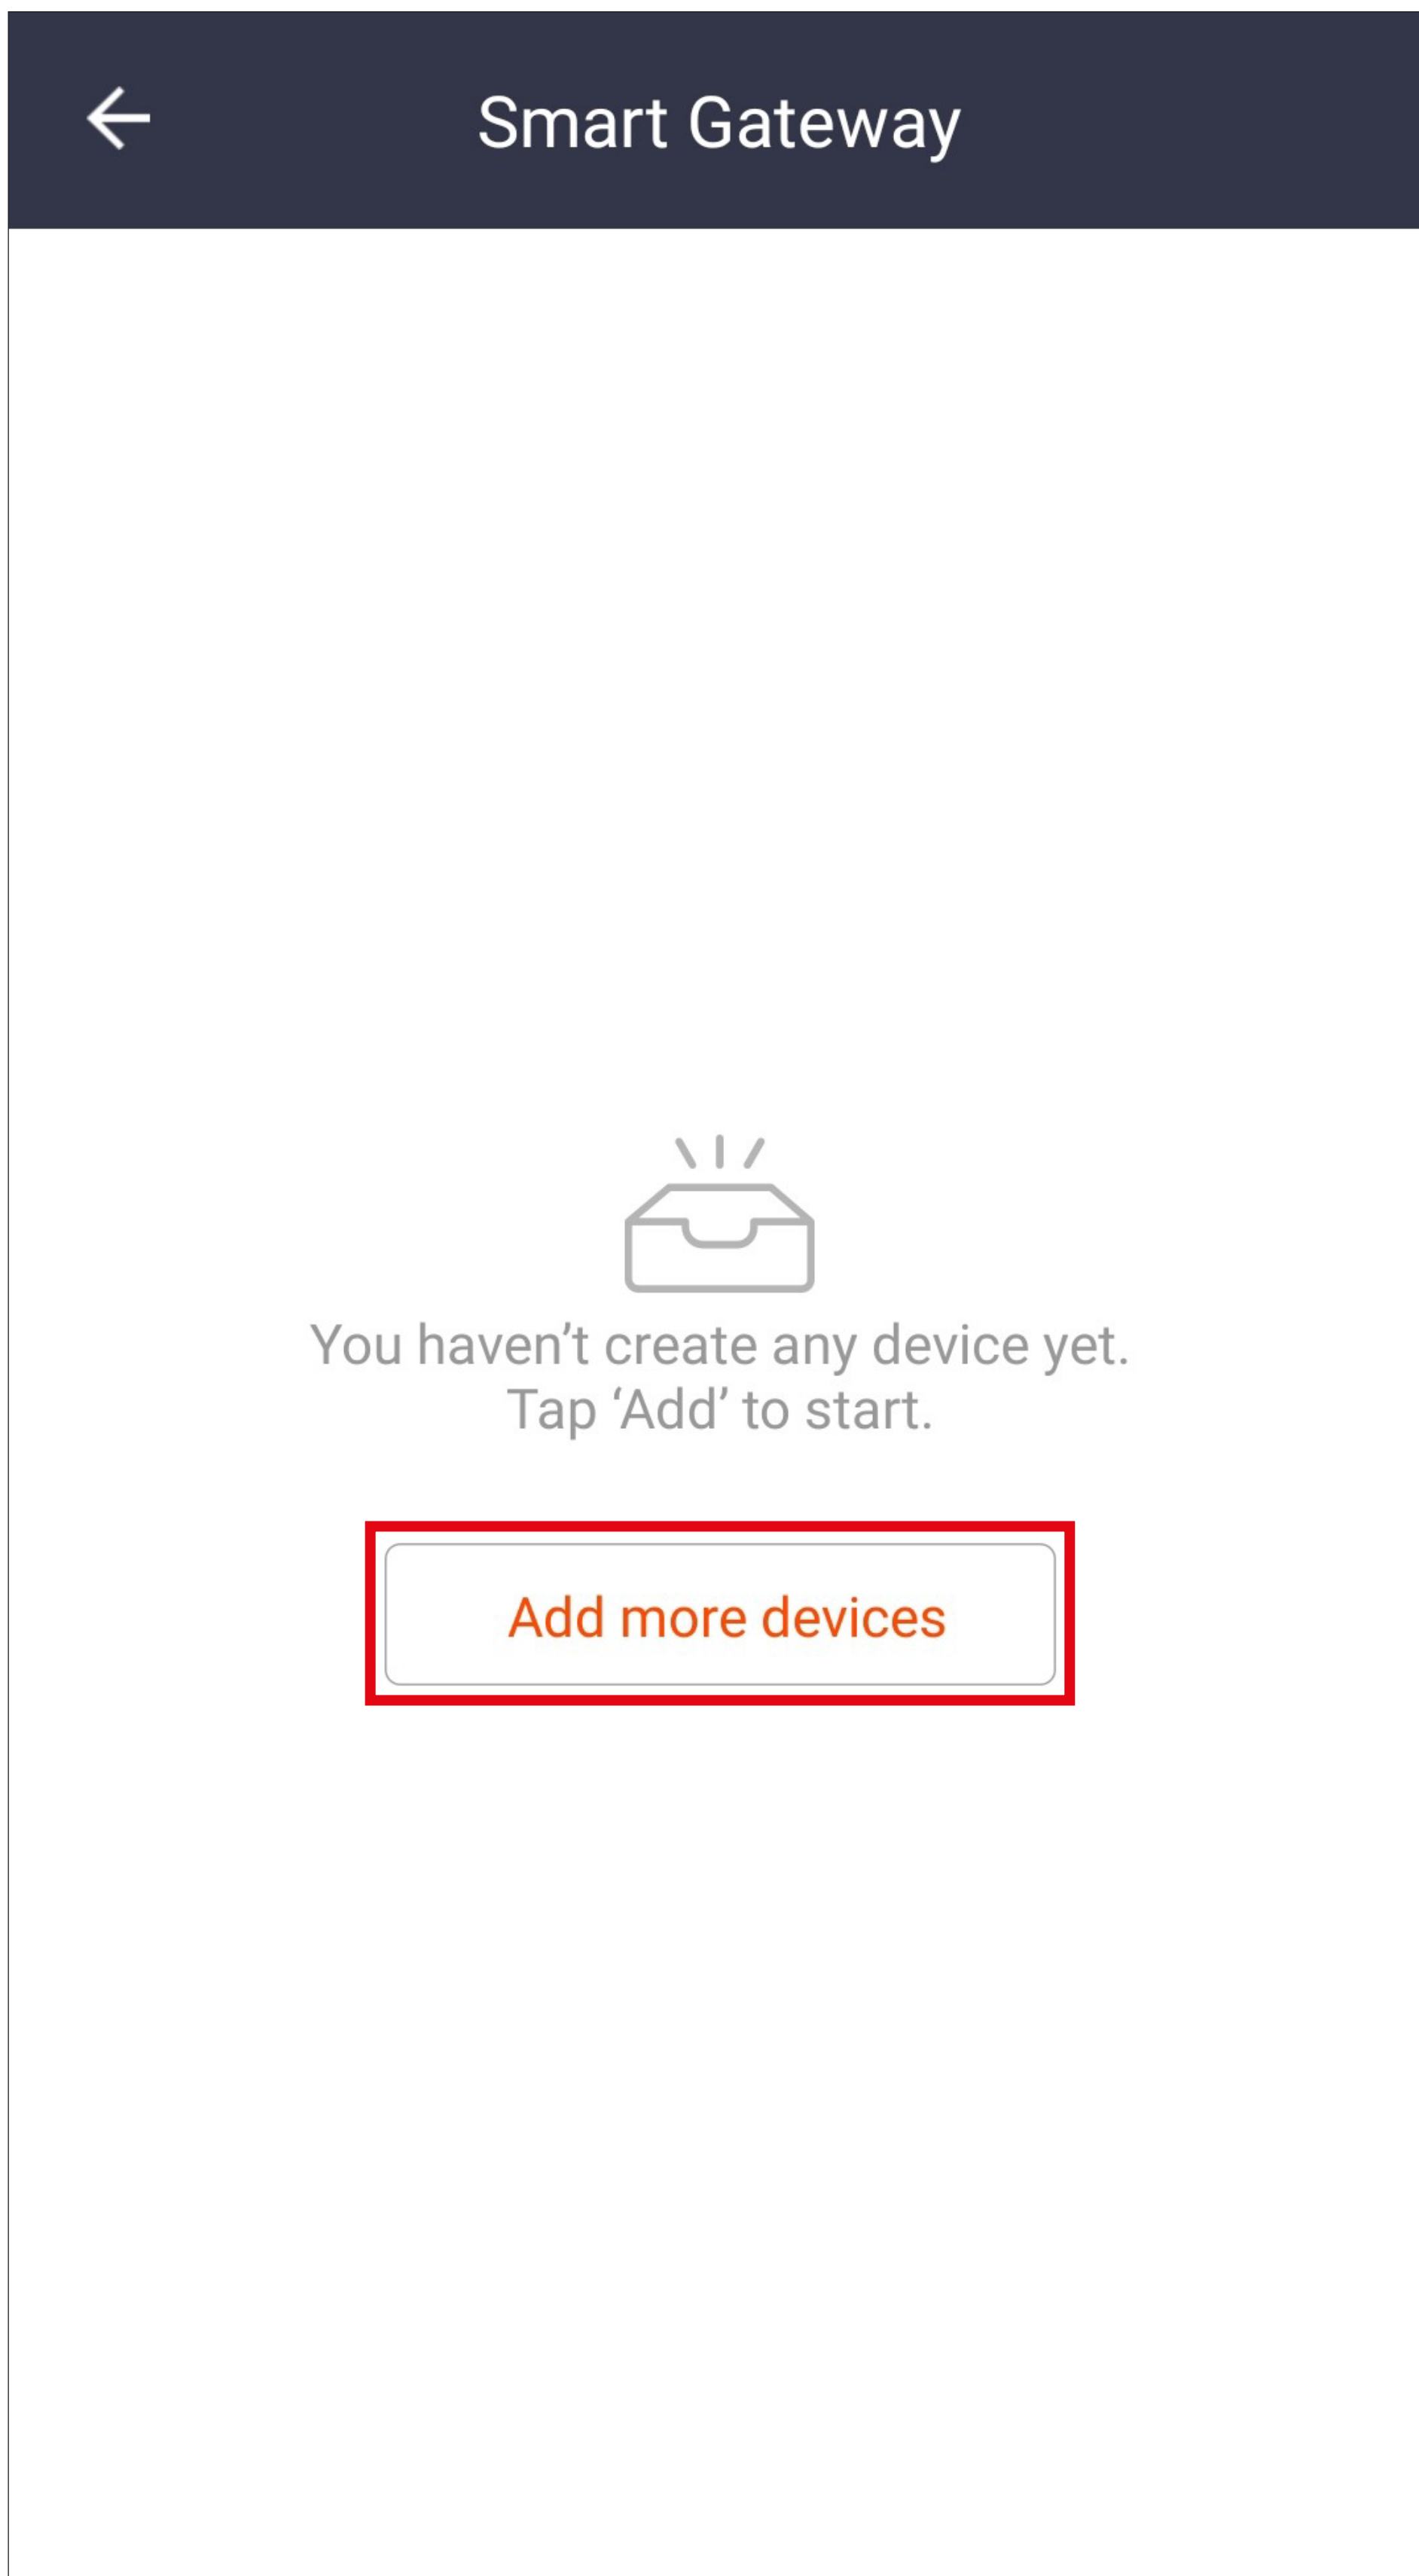 Smart Gateway
You haven’t create any device yet.
Tap ‘Add’ to start.
Add more devices